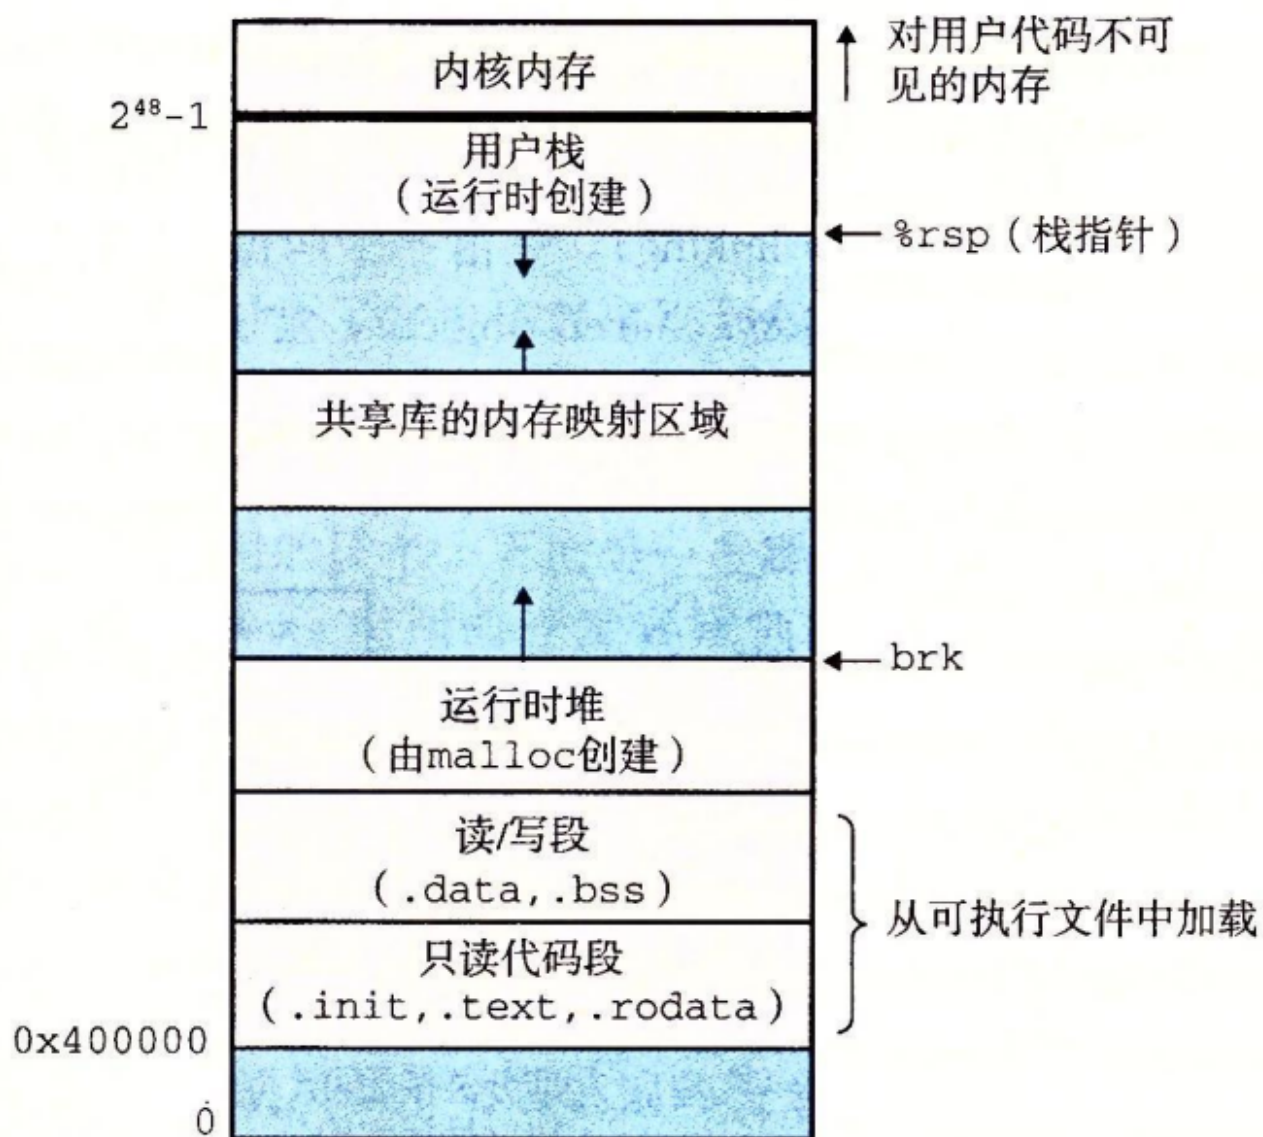 内核内存
对用户代码不可
见的内存
2⁴⁸-1
用户栈
(运行时创建)
%rsp(栈指针)
共享库的内存映射区域
brk
运行时堆
(由malloc创建)
读/写段
(.data,.bss)
从可执行文件中加载
只读代码段
(.init,.text,.rodata)
0x400000
0